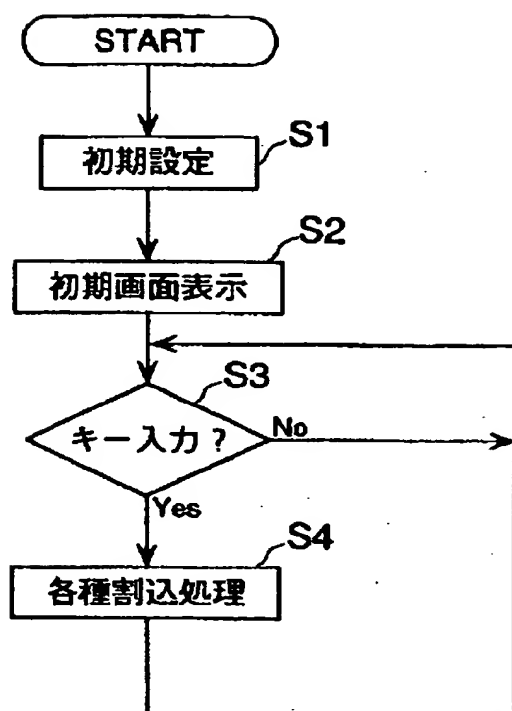 START
S1
初期設定
S2
初期画面表示
S3
キー入力?
No
Yes
S4
各種割込処理